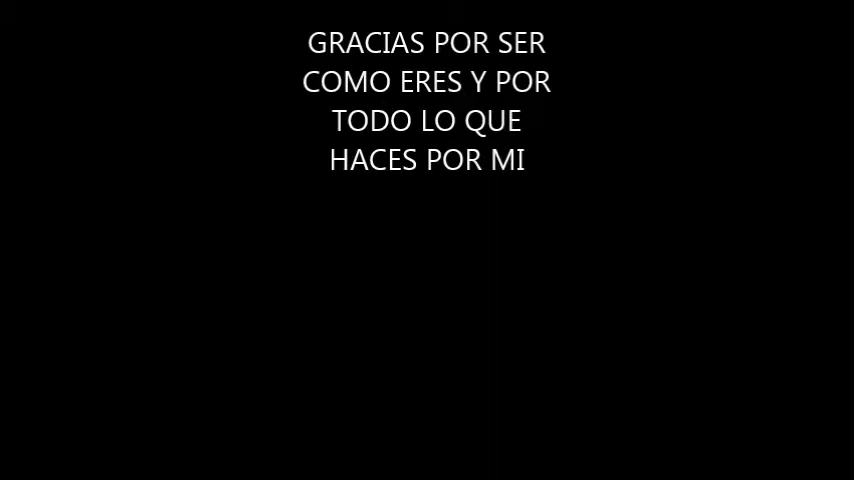 GRACIAS POR SER
COMO ERES Y POR
TODO LO QUE
HACES POR MI